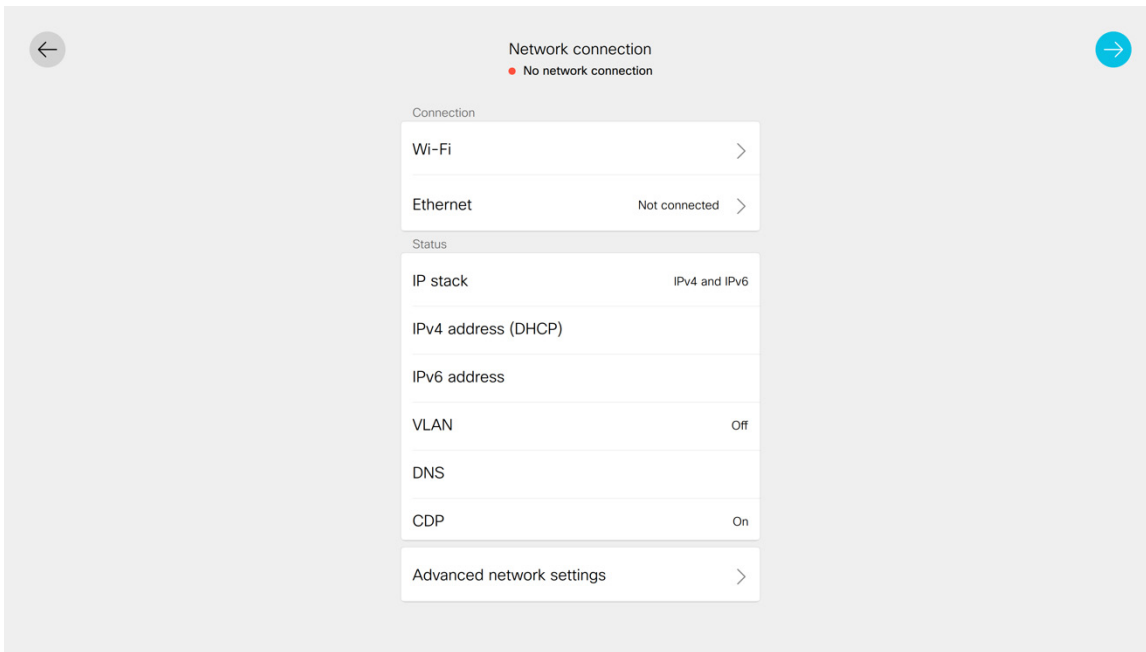 Network connection
No network connection
Connection
Wi-Fi
Ethernet Not connected
Status
IP stack IPv4 and IPv6
IPv4 address (DHCP)
IPv6 address
VLAN Off
DNS
CDP On
Advanced network settings